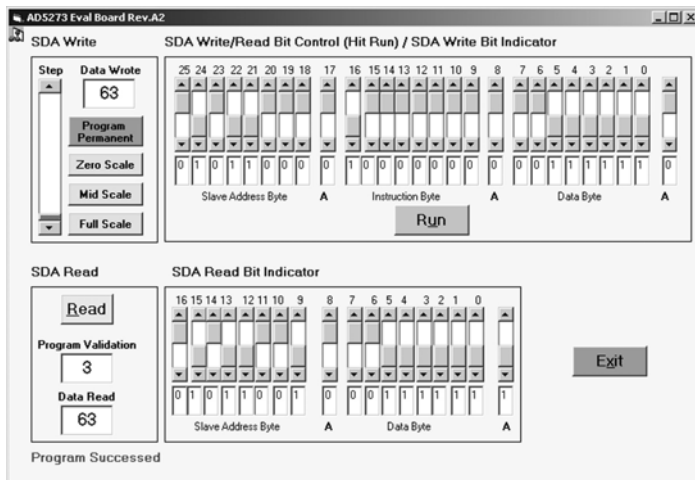 AD5273 Eval Board Rev.A2
SDA Write
SDA Write/Read Bit Control (Hit Run) / SDA Write Bit Indicator
Step
Data Wrote
63
Program Permanent
Zero Scale
Mid Scale
Full Scale
25 24 23 22 21 20 19 18 17 16 15 14 13 12 11 10 9 8 7 6 5 4 3 2 1 0
0 1 0 1 1 0 0 0 0 1 0 0 0 0 0 0 0 0 0 0 1 1 1 1 1 1 0
Slave Address Byte A Instruction Byte A Data Byte A
Run
SDA Read
SDA Read Bit Indicator
Read
Program Validation
3
Data Read
63
16 15 14 13 12 11 10 9 8 7 6 5 4 3 2 1 0
0 1 0 1 1 0 0 1 0 0 0 1 1 1 1 1 1 1
Slave Address Byte A Data Byte A
Exit
Program Successed